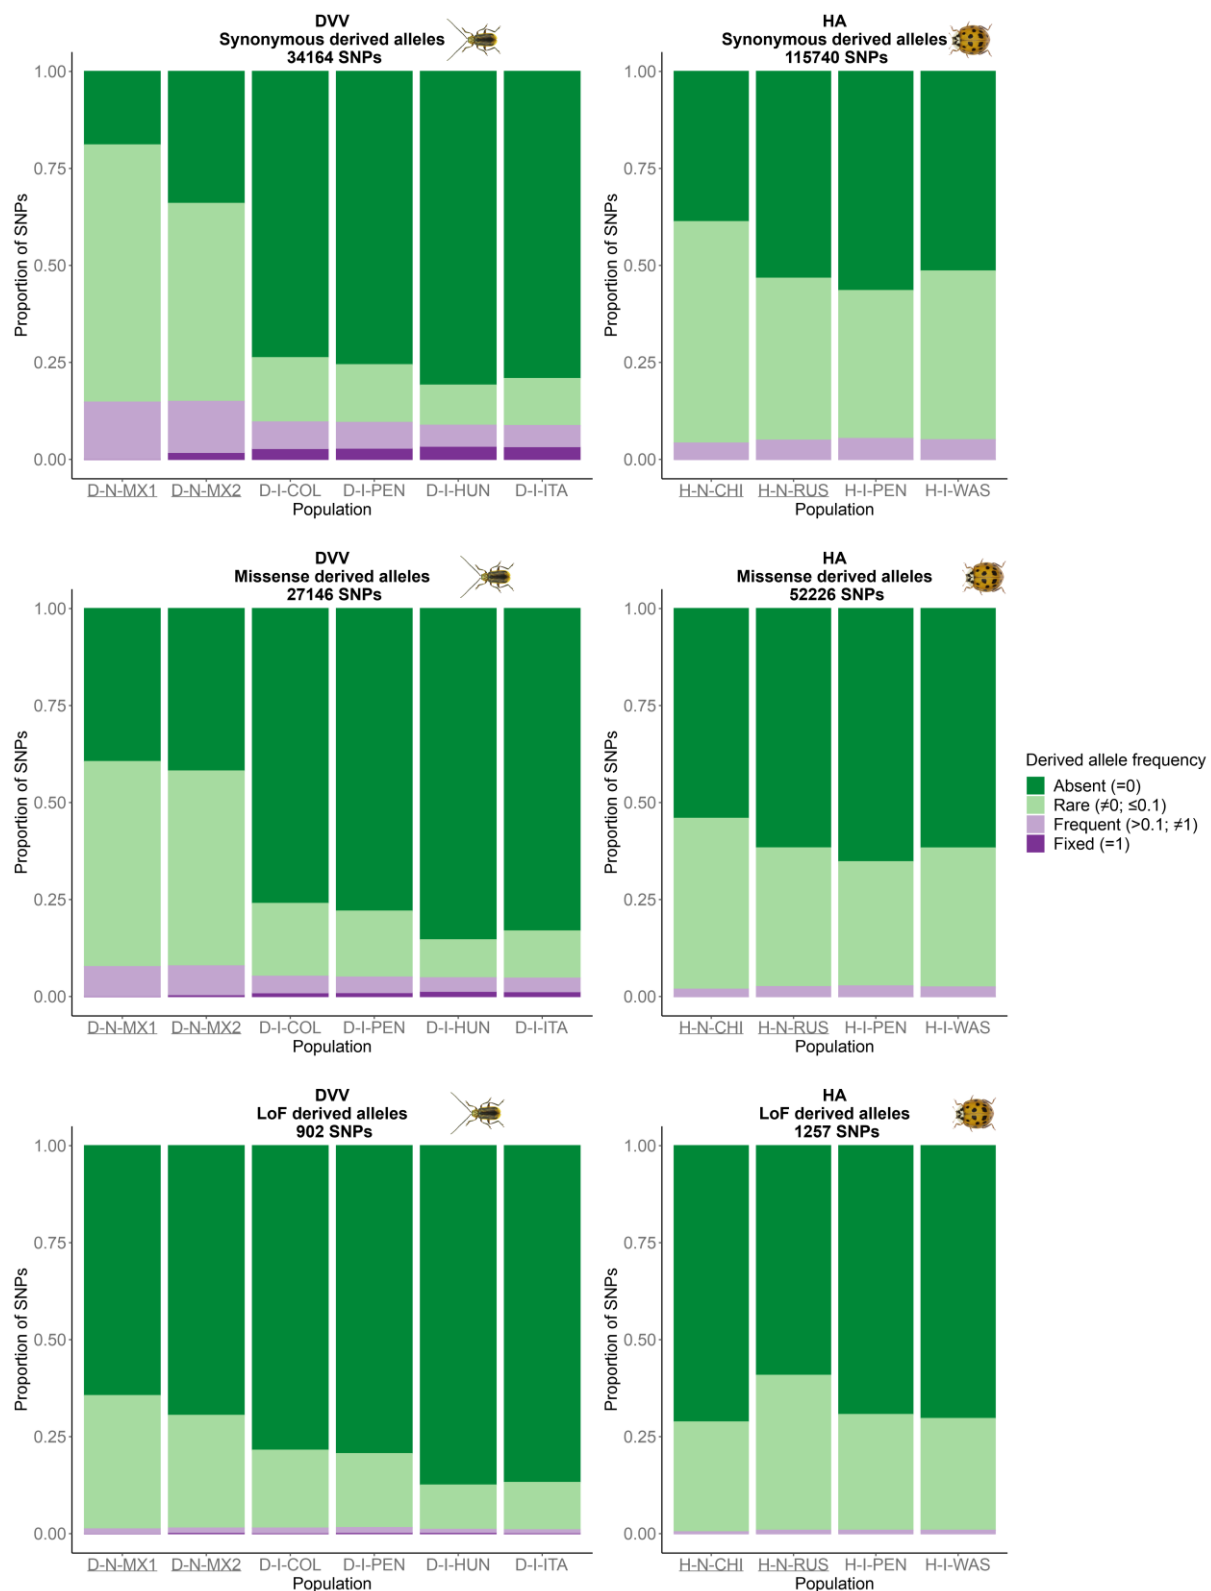 DVV
Synonymous derived alleles
34164 SNPs
Proportion of SNPs
1.00
0.75
0.50
0.25
0.00
D-N-MX1 D-N-MX2 D-I-COL D-I-PEN D-I-HUN D-I-ITA
Population
HA
Synonymous derived alleles
115740 SNPs
Proportion of SNPs
1.00
0.75
0.50
0.25
0.00
H-N-CHI H-N-RUS H-I-PEN H-I-WAS
Population
DVV
Missense derived alleles
27146 SNPs
Proportion of SNPs
1.00
0.75
0.50
0.25
0.00
D-N-MX1 D-N-MX2 D-I-COL D-I-PEN D-I-HUN D-I-ITA
Population
HA
Missense derived alleles
52226 SNPs
Proportion of SNPs
1.00
0.75
0.50
0.25
0.00
H-N-CHI H-N-RUS H-I-PEN H-I-WAS
Population
Derived allele frequency
Absent (=0)
Rare (≠0; ≤0.1)
Frequent (>0.1; ≠1)
Fixed (=1)
DVV
LoF derived alleles
902 SNPs
Proportion of SNPs
1.00
0.75
0.50
0.25
0.00
D-N-MX1 D-N-MX2 D-I-COL D-I-PEN D-I-HUN D-I-ITA
Population
HA
LoF derived alleles
1257 SNPs
Proportion of SNPs
1.00
0.75
0.50
0.25
0.00
H-N-CHI H-N-RUS H-I-PEN H-I-WAS
Population